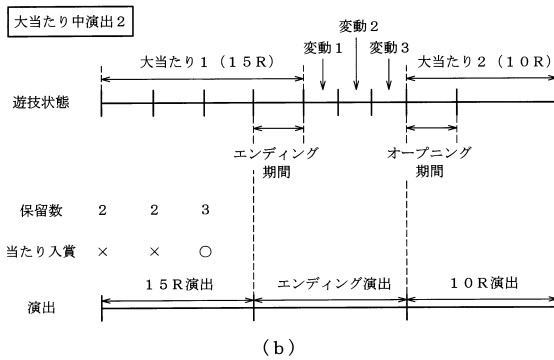 大当たり中演出２
変動２
変動１ 変動３
大当たり１（１５Ｒ） 大当たり２（１０Ｒ）
遊技状態
エンディング期間 オープニング期間
保留数 ２ ２ ３
当たり入賞 × × ○
１５Ｒ演出 エンディング演出 １０Ｒ演出
演出
（ｂ）